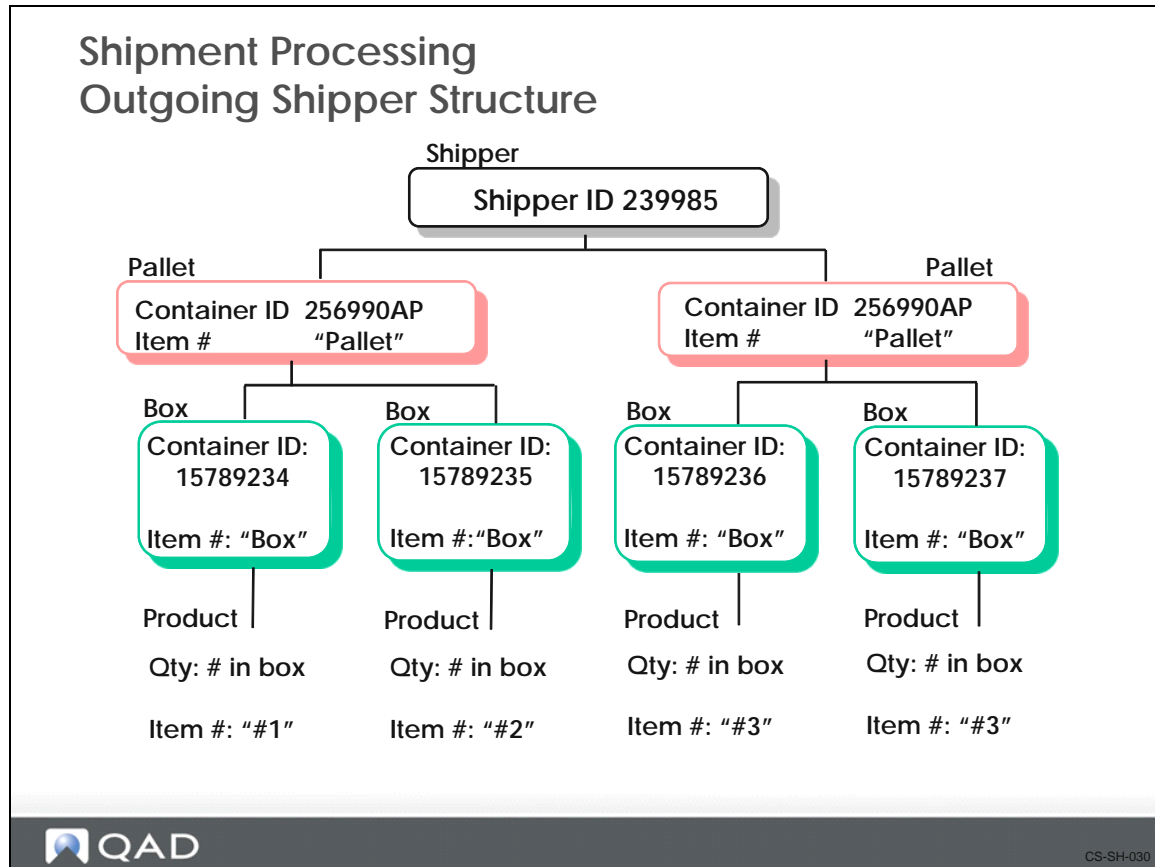 Shipment Processing
Outgoing Shipper Structure
Shipper
Shipper ID 239985
Pallet
Container ID 256990AP
Item # “Pallet”
Pallet
Container ID 256990AP
Item # “Pallet”
Box
Container ID:
15789234
Item #: “Box”
Product
Qty: # in box
Item #: “#1”
Box
Container ID:
15789235
Item #:“Box”
Product
Qty: # in box
Item #: “#2”
Box
Container ID:
15789236
Item #: “Box”
Product
Qty: # in box
Item #: “#3”
Box
Container ID:
15789237
Item #: “Box”
Product
Qty: # in box
Item #: “#3”
QAD
CS-SH-030